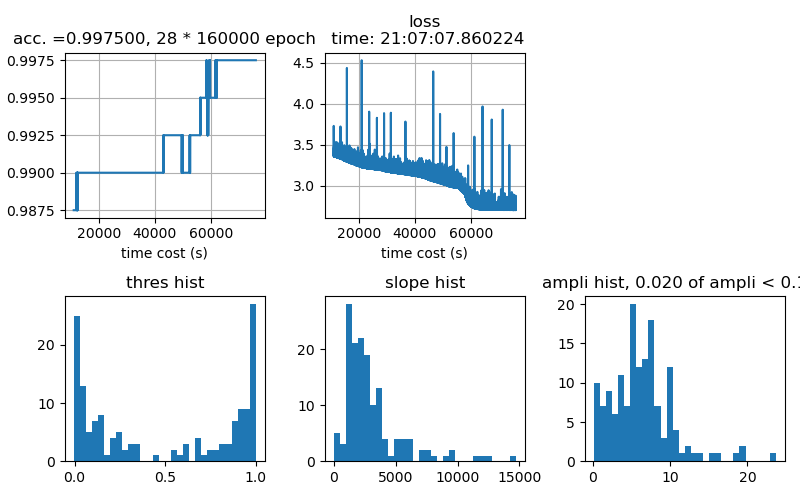 acc. =0.997500, 28 * 160000 epoch
loss
time: 21:07:07.860224
0.9975
0.9950
0.9925
0.9900
0.9875
20000 40000 60000
time cost (s)
4.5
4.0
3.5
3.0
20000 40000 60000
time cost (s)
thres hist
20
10
0
0.0 0.5 1.0
slope hist
20
10
0
0 5000 10000 15000
ampli hist, 0.020 of ampli < 0.1
20
15
10
5
0
0 10 20